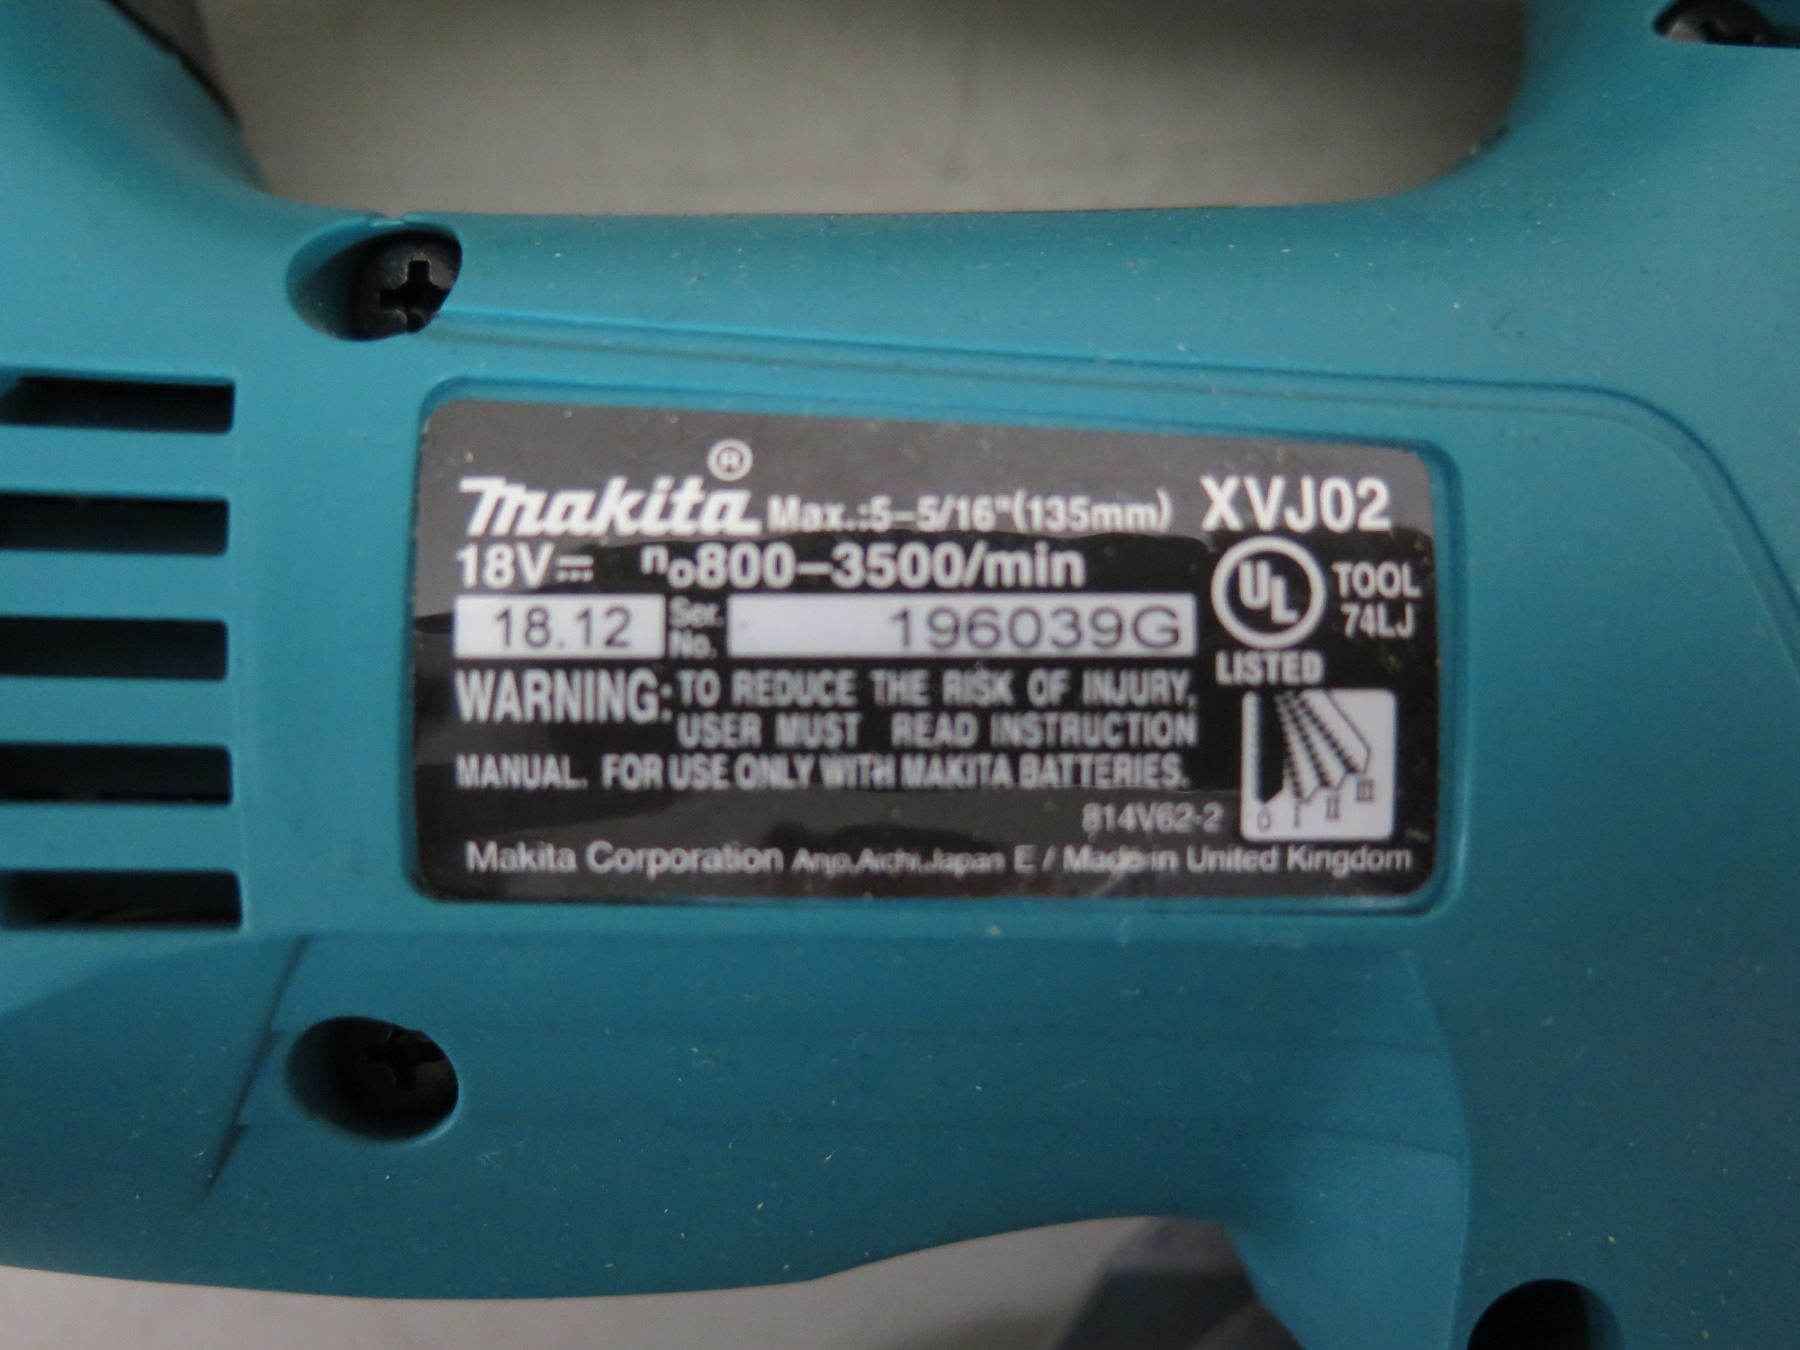 makita® Max.:5-5/16"(135mm) XVJ02
18V⎓ n₀800-3500/min
UL LISTED
TOOL
74LJ
18.12 Ser. No. 196039G
WARNING: TO REDUCE THE RISK OF INJURY,
USER MUST READ INSTRUCTION
MANUAL. FOR USE ONLY WITH MAKITA BATTERIES.
0 I II III
814V62-2
Makita Corporation Anjo, Aichi, Japan E / Made in United Kingdom